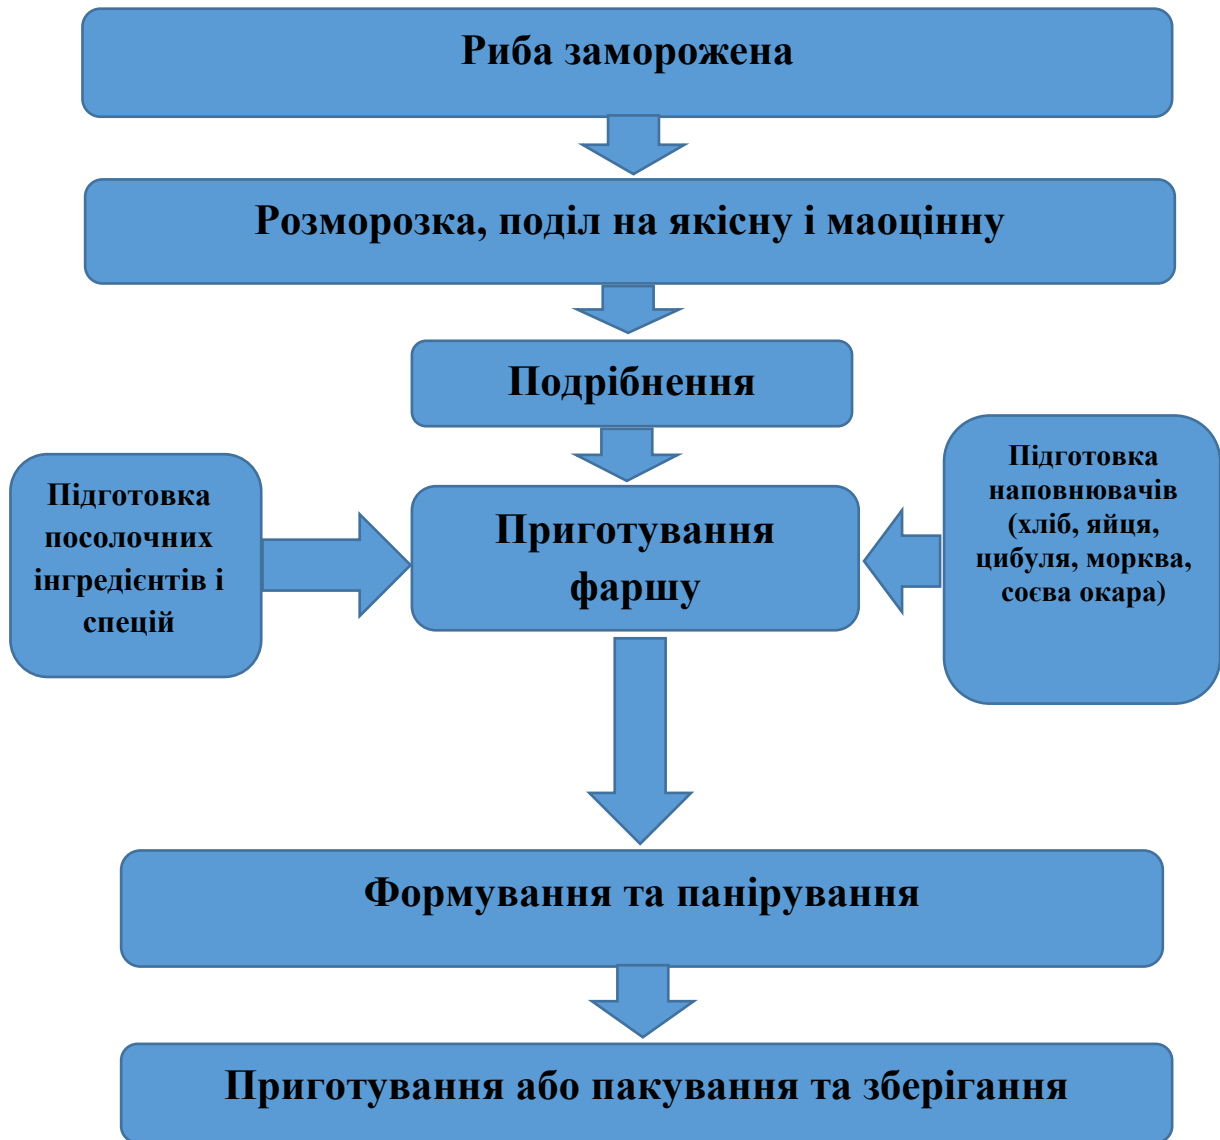 Риба заморожена
Розморозка, поділ на якісну і маоцінну
Подрібнення
Підготовка
посолочних
інгредієнтів і
спецій
Приготування
фаршу
Підготовка
наповнювачів
(хліб, яйця,
цибуля, морква,
соєва окара)
Формування та панірування
Приготування або пакування та зберігання